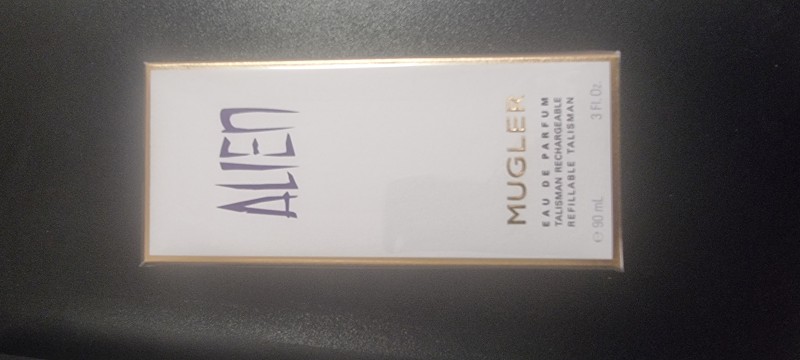 ALIEN
MUGLER
EAU DE PARFUM
TALISMAN RECHARGEABLE
REFILLABLE TALISMAN
℮ 90 mL 3 Fl. Oz.